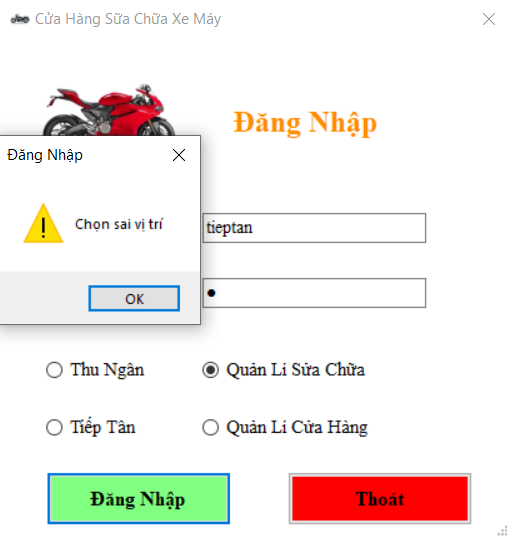 Cửa Hàng Sữa Chữa Xe Máy
Đăng Nhập
Đăng Nhập
Chọn sai vị trí
OK
tieptan
●
Thu Ngân
Quản Lí Sửa Chữa
Tiếp Tân
Quản Lí Cửa Hàng
Đăng Nhập
Thoát